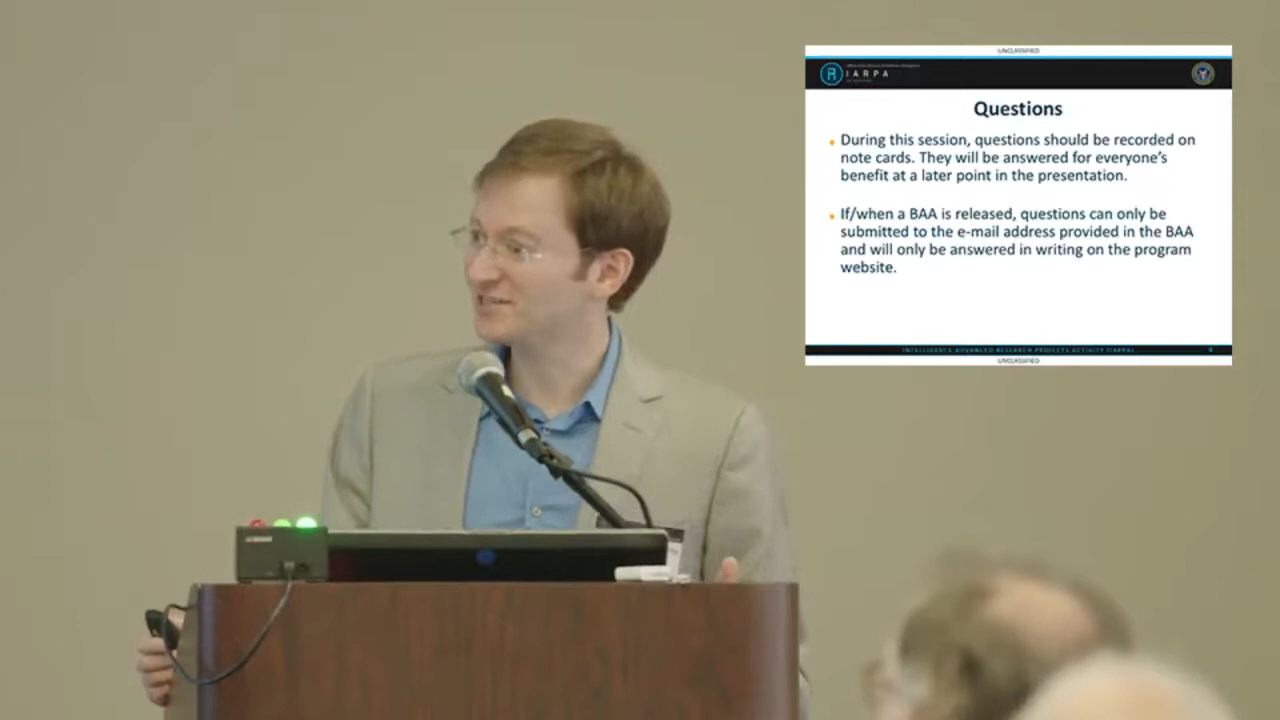 UNCLASSIFIED
IARPA
Questions
During this session, questions should be recorded on
note cards. They will be answered for everyone's
benefit at a later point in the presentation.
If/when a BAA is released, questions can only be
submitted to the e-mail address provided in the BAA
and will only be answered in writing on the program
website.
INTELLIGENCE ADVANCED RESEARCH PROJECTS ACTIVITY (IARPA)
UNCLASSIFIED